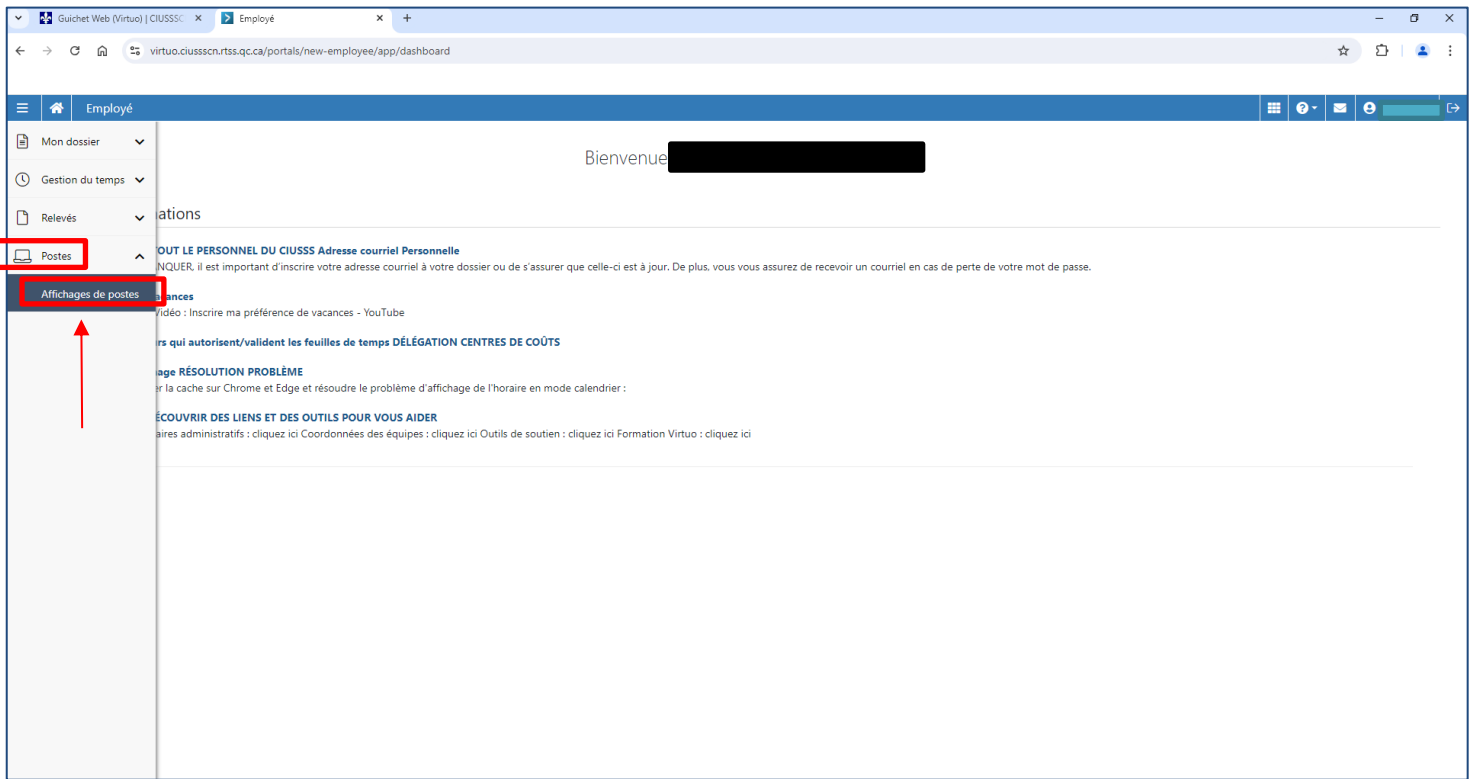 Guichet Web (Virtuo) | CIUSSSC
Employé
virtuo.ciussscn.rtss.qc.ca/portals/new-employee/app/dashboard
Employé
Mon dossier
Gestion du temps
Relevés
Postes
Affichages de postes
Bienvenue
ations
OUT LE PERSONNEL DU CIUSSS Adresse courriel Personnelle
NQUER, il est important d'inscrire votre adresse courriel à votre dossier ou de s'assurer que celle-ci est à jour. De plus, vous vous assurez de recevoir un courriel en cas de perte de votre mot de passe.
acances
Vidéo : Inscrire ma préférence de vacances - YouTube
rs qui autorisent/valident les feuilles de temps DÉLÉGATION CENTRES DE COÛTS
age RÉSOLUTION PROBLÈME
er la cache sur Chrome et Edge et résoudre le problème d'affichage de l'horaire en mode calendrier :
ÉCOUVRIR DES LIENS ET DES OUTILS POUR VOUS AIDER
aires administratifs : cliquez ici Coordonnées des équipes : cliquez ici Outils de soutien : cliquez ici Formation Virtuo : cliquez ici